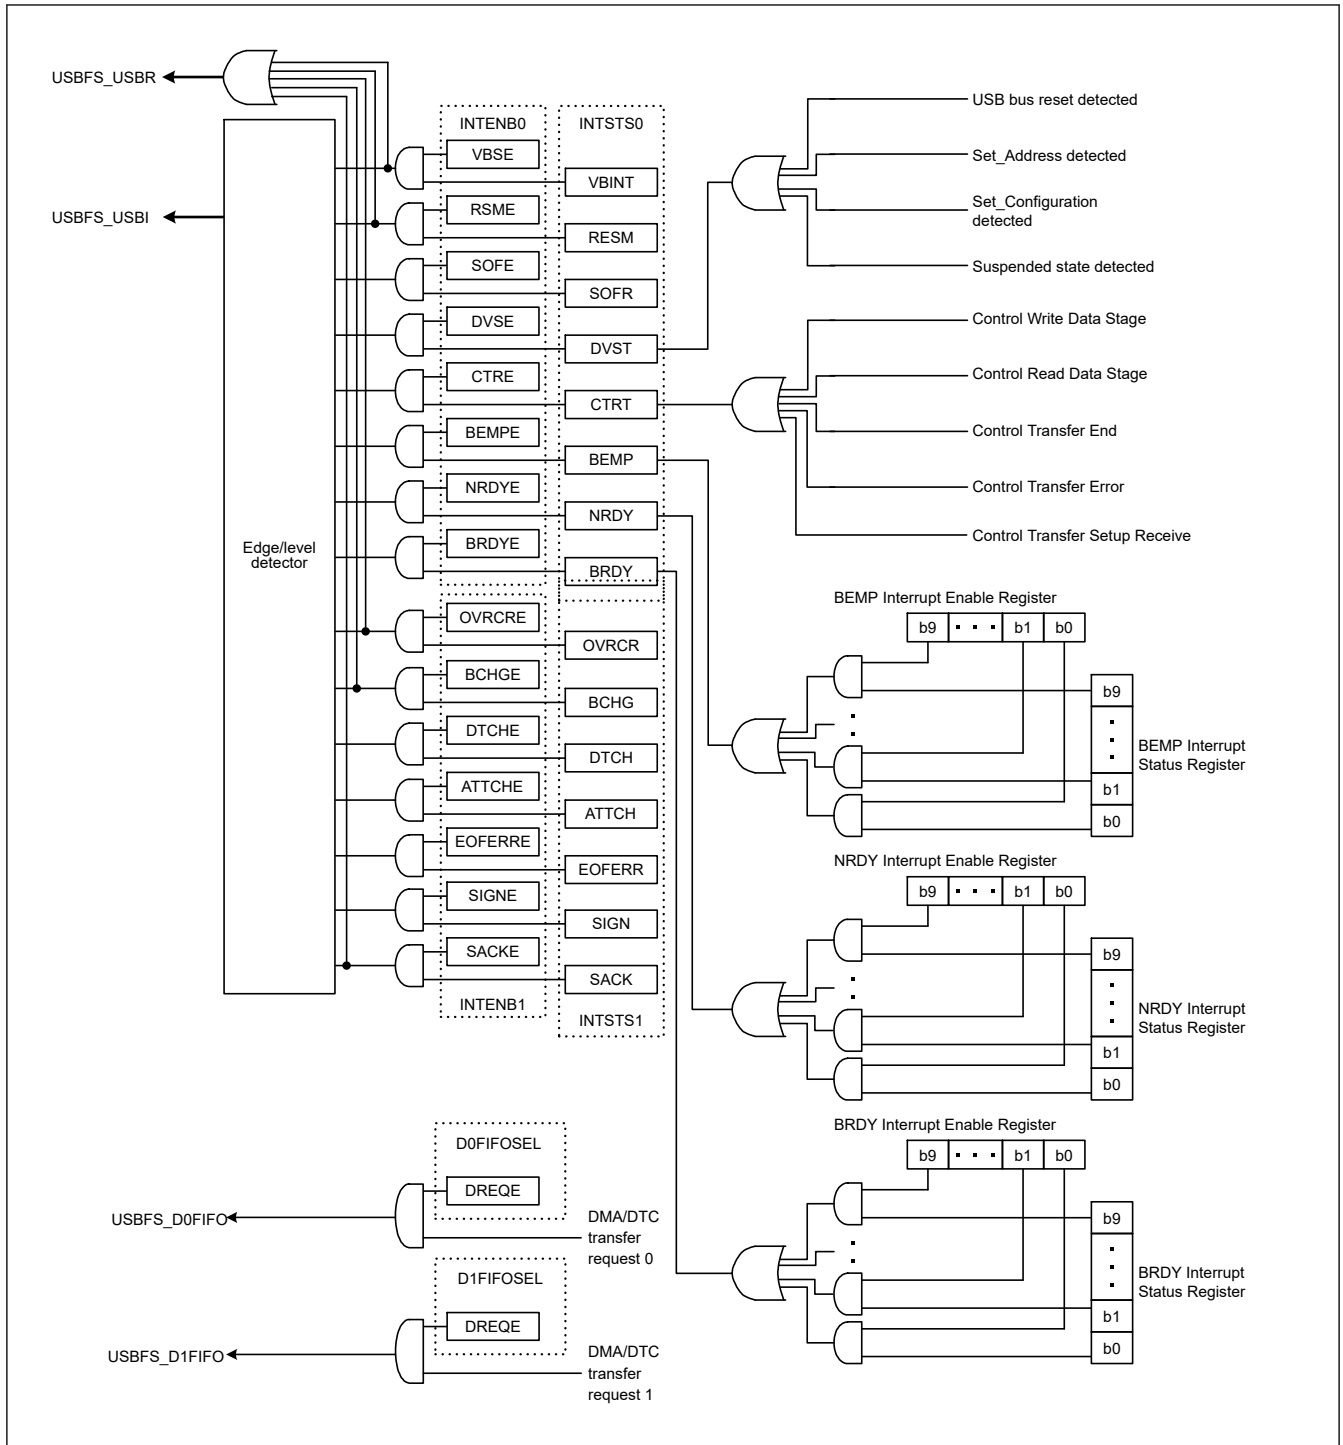 USBFS_USBR
USBFS_USBI
Edge/level
detector
INTENB0
VBSE
RSME
SOFE
DVSE
CTRE
BEMPE
NRDYE
BRDYE
OVRCRE
BCHGE
DTCHE
ATTCHE
EOFERRE
SIGNE
SACKE
INTENB1
INTSTS0
VBINT
RESM
SOFR
DVST
CTRT
BEMP
NRDY
BRDY
OVRCR
BCHG
DTCH
ATTCH
EOFERR
SIGN
SACK
INTSTS1
USB bus reset detected
Set_Address detected
Set_Configuration
detected
Suspended state detected
Control Write Data Stage
Control Read Data Stage
Control Transfer End
Control Transfer Error
Control Transfer Setup Receive
BEMP Interrupt Enable Register
b9 · · · b1 b0
b9
b1
b0
BEMP Interrupt
Status Register
NRDY Interrupt Enable Register
b9 · · · b1 b0
b9
b1
b0
NRDY Interrupt
Status Register
BRDY Interrupt Enable Register
b9 · · · b1 b0
b9
b1
b0
BRDY Interrupt
Status Register
D0FIFOSEL
DREQE
USBFS_D0FIFO
DMA/DTC
transfer
request 0
D1FIFOSEL
DREQE
USBFS_D1FIFO
DMA/DTC
transfer
request 1